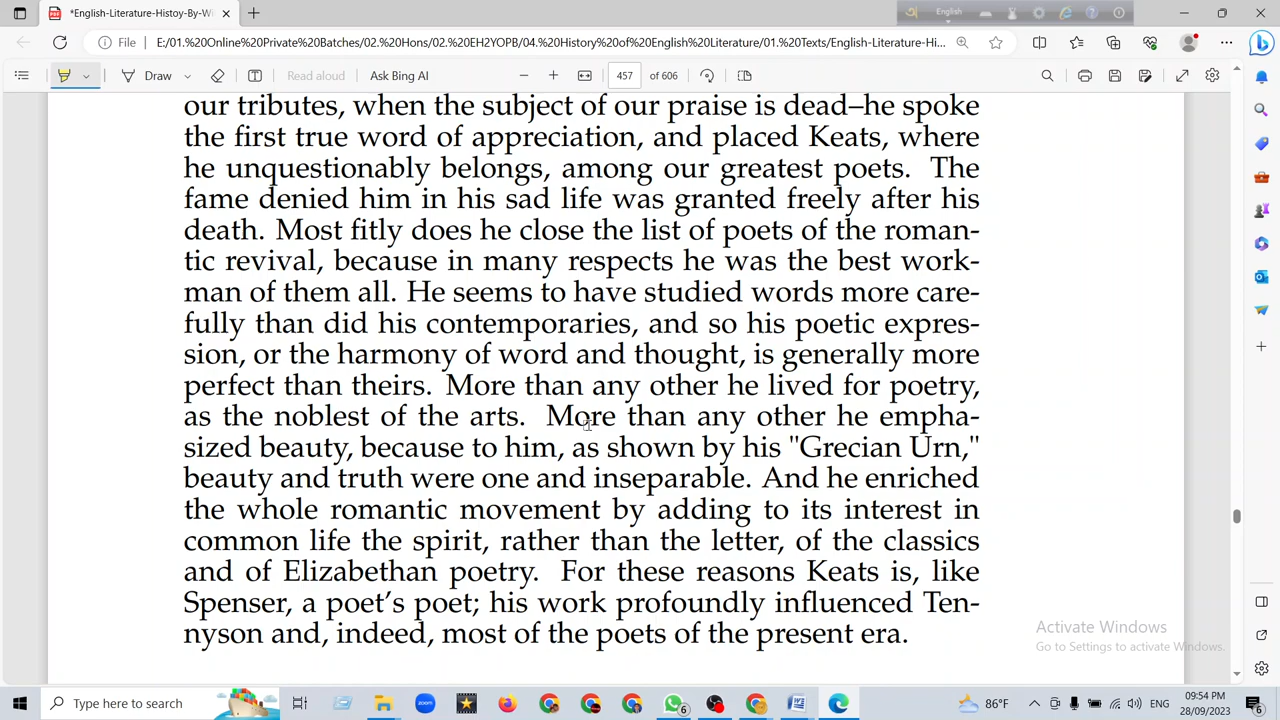 *English-Literature-Histoy-By-Wi
English
File
E:/01.%20Online%20Private%20Batches/02.%20Hons/02.%20EH2YOPB/04.%20History%20of%20English%20Literature/01.%20Texts/English-Literature-Hi...
Draw
Read aloud
Ask Bing AI
457 of 606
our tributes, when the subject of our praise is dead–he spoke
the first true word of appreciation, and placed Keats, where
he unquestionably belongs, among our greatest poets. The
fame denied him in his sad life was granted freely after his
death. Most fitly does he close the list of poets of the roman-
tic revival, because in many respects he was the best work-
man of them all. He seems to have studied words more care-
fully than did his contemporaries, and so his poetic expres-
sion, or the harmony of word and thought, is generally more
perfect than theirs. More than any other he lived for poetry,
as the noblest of the arts. More than any other he empha-
sized beauty, because to him, as shown by his "Grecian Urn,"
beauty and truth were one and inseparable. And he enriched
the whole romantic movement by adding to its interest in
common life the spirit, rather than the letter, of the classics
and of Elizabethan poetry. For these reasons Keats is, like
Spenser, a poet's poet; his work profoundly influenced Ten-
nyson and, indeed, most of the poets of the present era.
Activate Windows
Go to Settings to activate Windows.
Type here to search
zoom
6
86°F
ENG
09:54 PM
28/09/2023
6